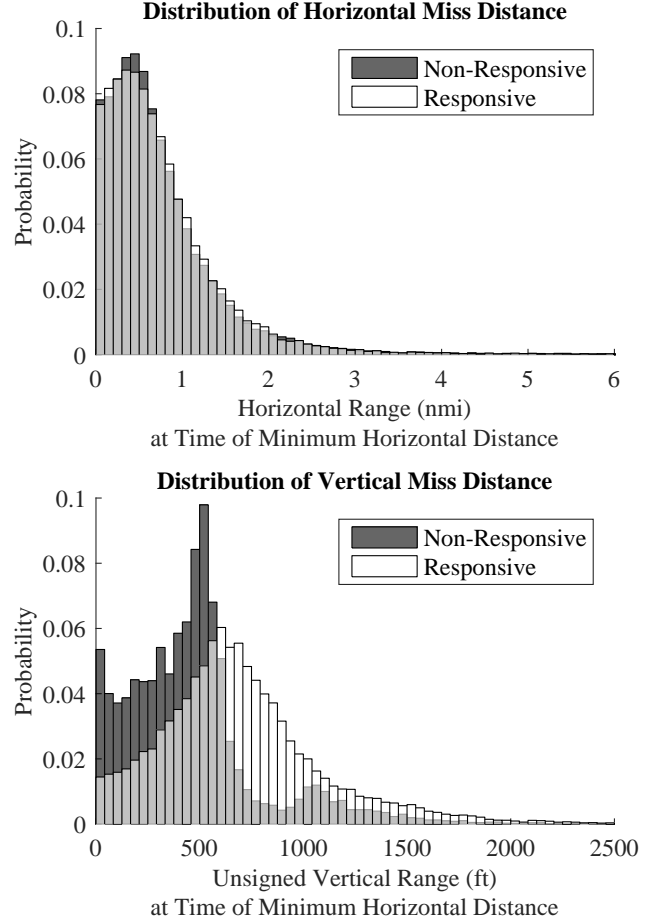 Distribution of Horizontal Miss Distance
0.1
0.08
0.06
0.04
0.02
0
Probability
Non-Responsive
Responsive
0 1 2 3 4 5 6
Horizontal Range (nmi)
at Time of Minimum Horizontal Distance
Distribution of Vertical Miss Distance
0.1
0.08
0.06
0.04
0.02
0
Probability
Non-Responsive
Responsive
0 500 1000 1500 2000 2500
Unsigned Vertical Range (ft)
at Time of Minimum Horizontal Distance